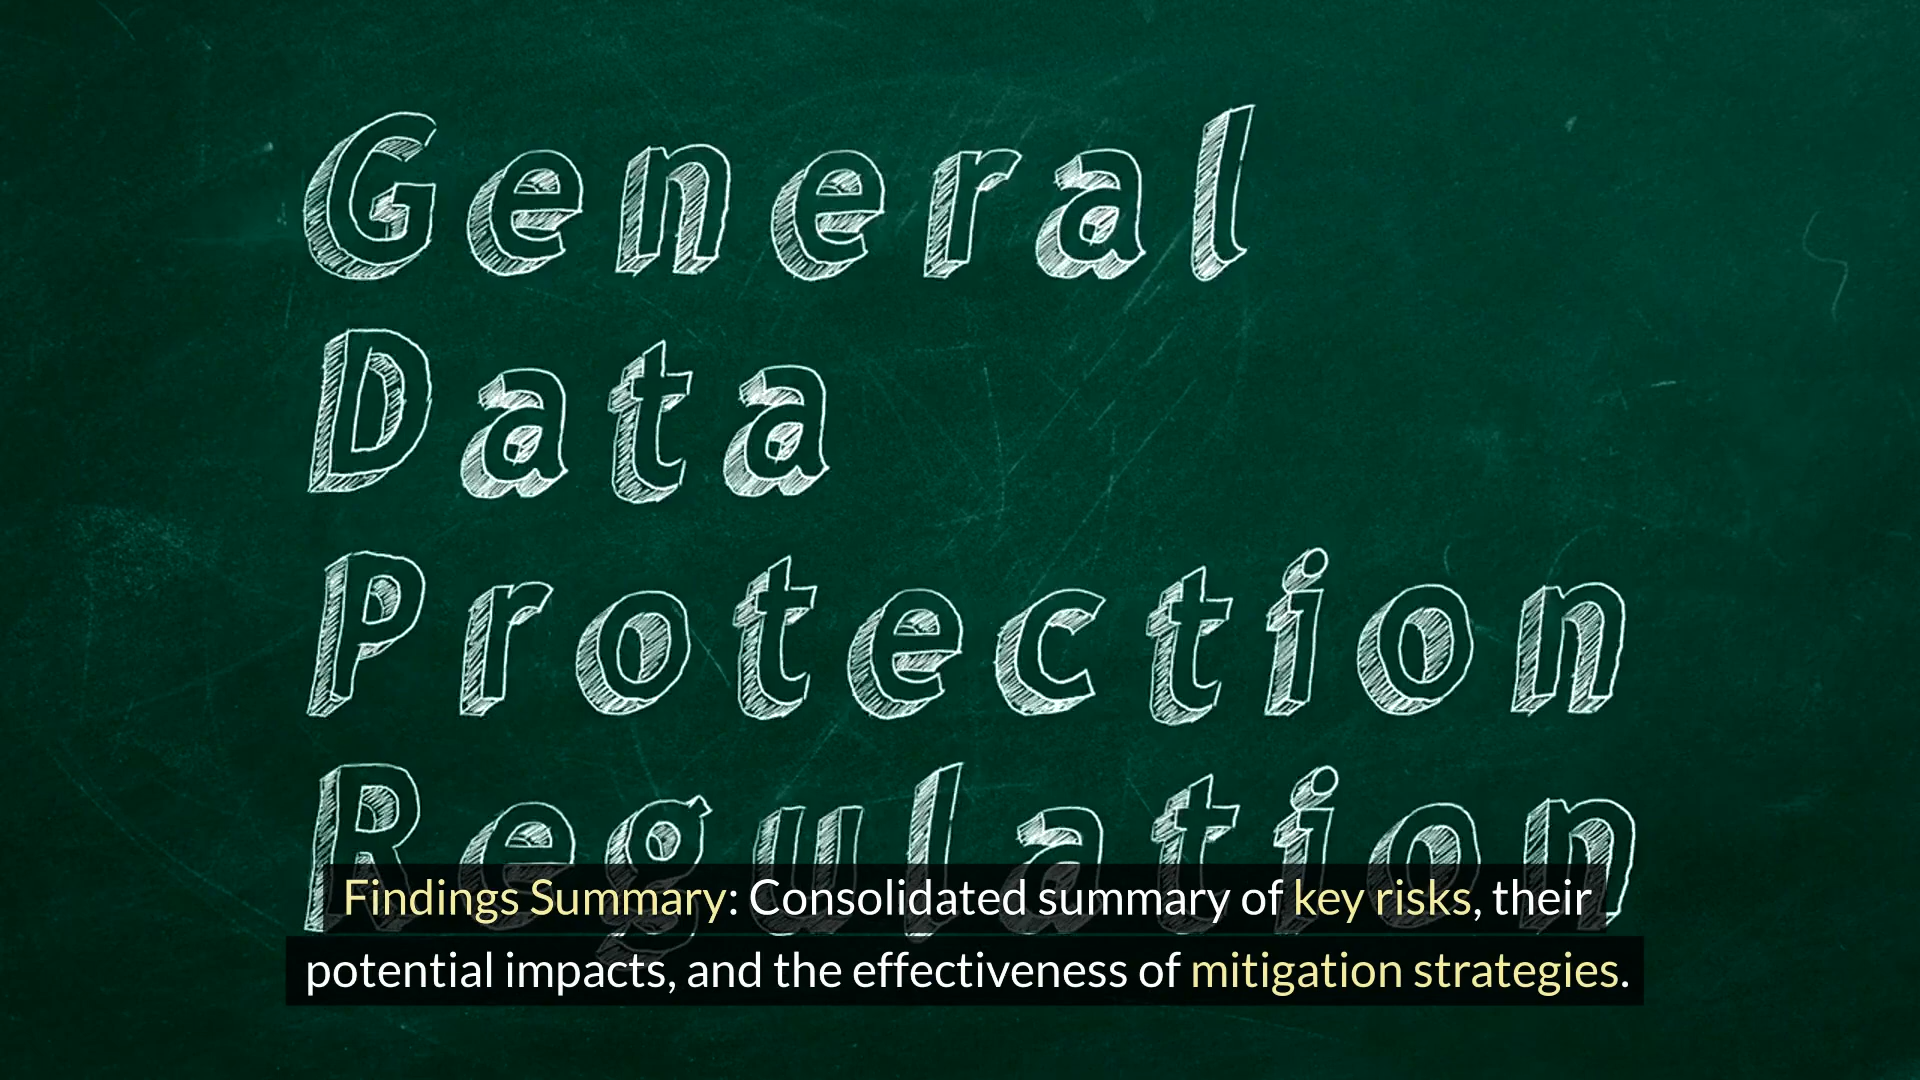 General
Data
Protection
Regulation
Findings Summary: Consolidated summary of key risks, their
potential impacts, and the effectiveness of mitigation strategies.